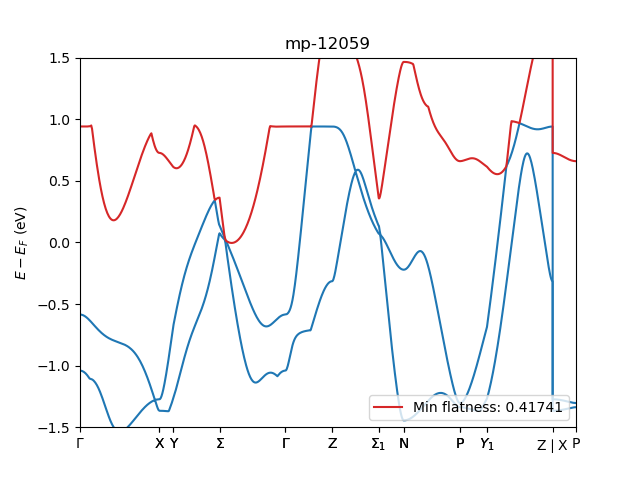 mp-12059
E − E_F (eV)
1.5
1.0
0.5
0.0
−0.5
−1.0
−1.5
Min flatness: 0.41741
Γ X Y Σ Γ Z Σ₁ N P Y₁ Z | X P